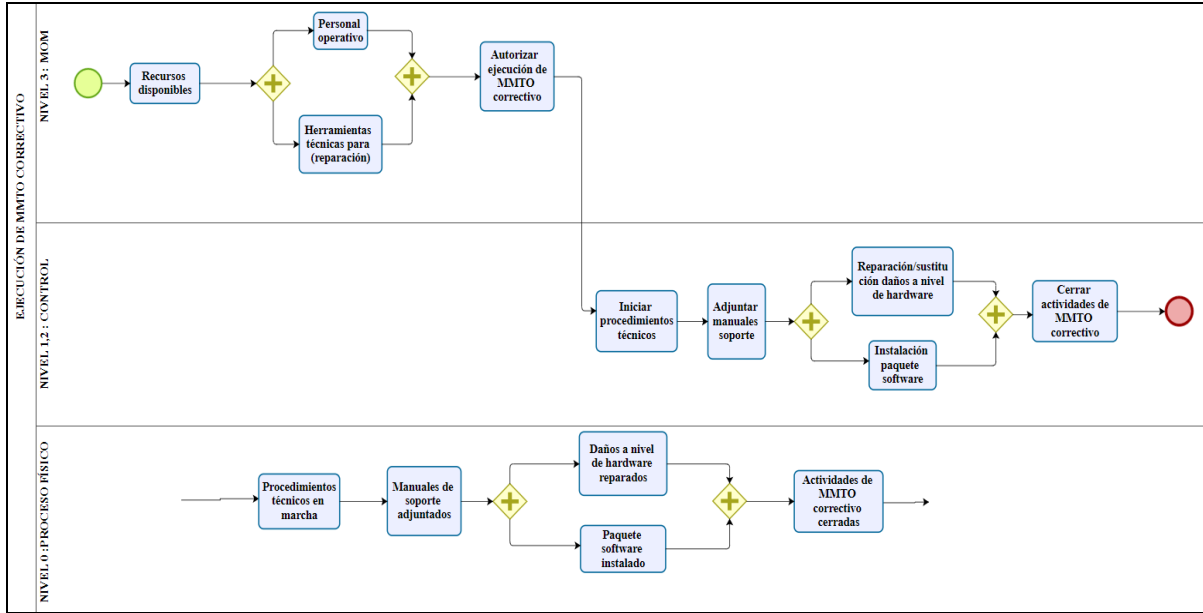 EJECUCIÓN DE MMTO CORRECTIVO
NIVEL 3 : MOM
Recursos
disponibles
Personal
operativo
Herramientas
técnicas para
(reparación)
Autorizar
ejecución de
MMTO
correctivo
NIVEL 1,2 : CONTROL
Iniciar
procedimientos
técnicos
Adjuntar
manuales
soporte
Reparación/sustitu
ción daños a nivel
de hardware
Instalación
paquete
software
Cerrar
actividades de
MMTO
correctivo
NIVEL 0 :PROCESO FÍSICO
Procedimientos
técnicos en
marcha
Manuales de
soporte
adjuntados
Daños a nivel
de hardware
reparados
Paquete
software
instalado
Actividades de
MMTO
correctivo
cerradas